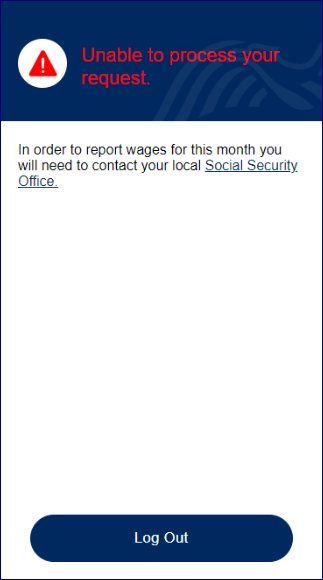 Unable to process your
request.
In order to report wages for this month you
will need to contact your local Social Security
Office.
Log Out